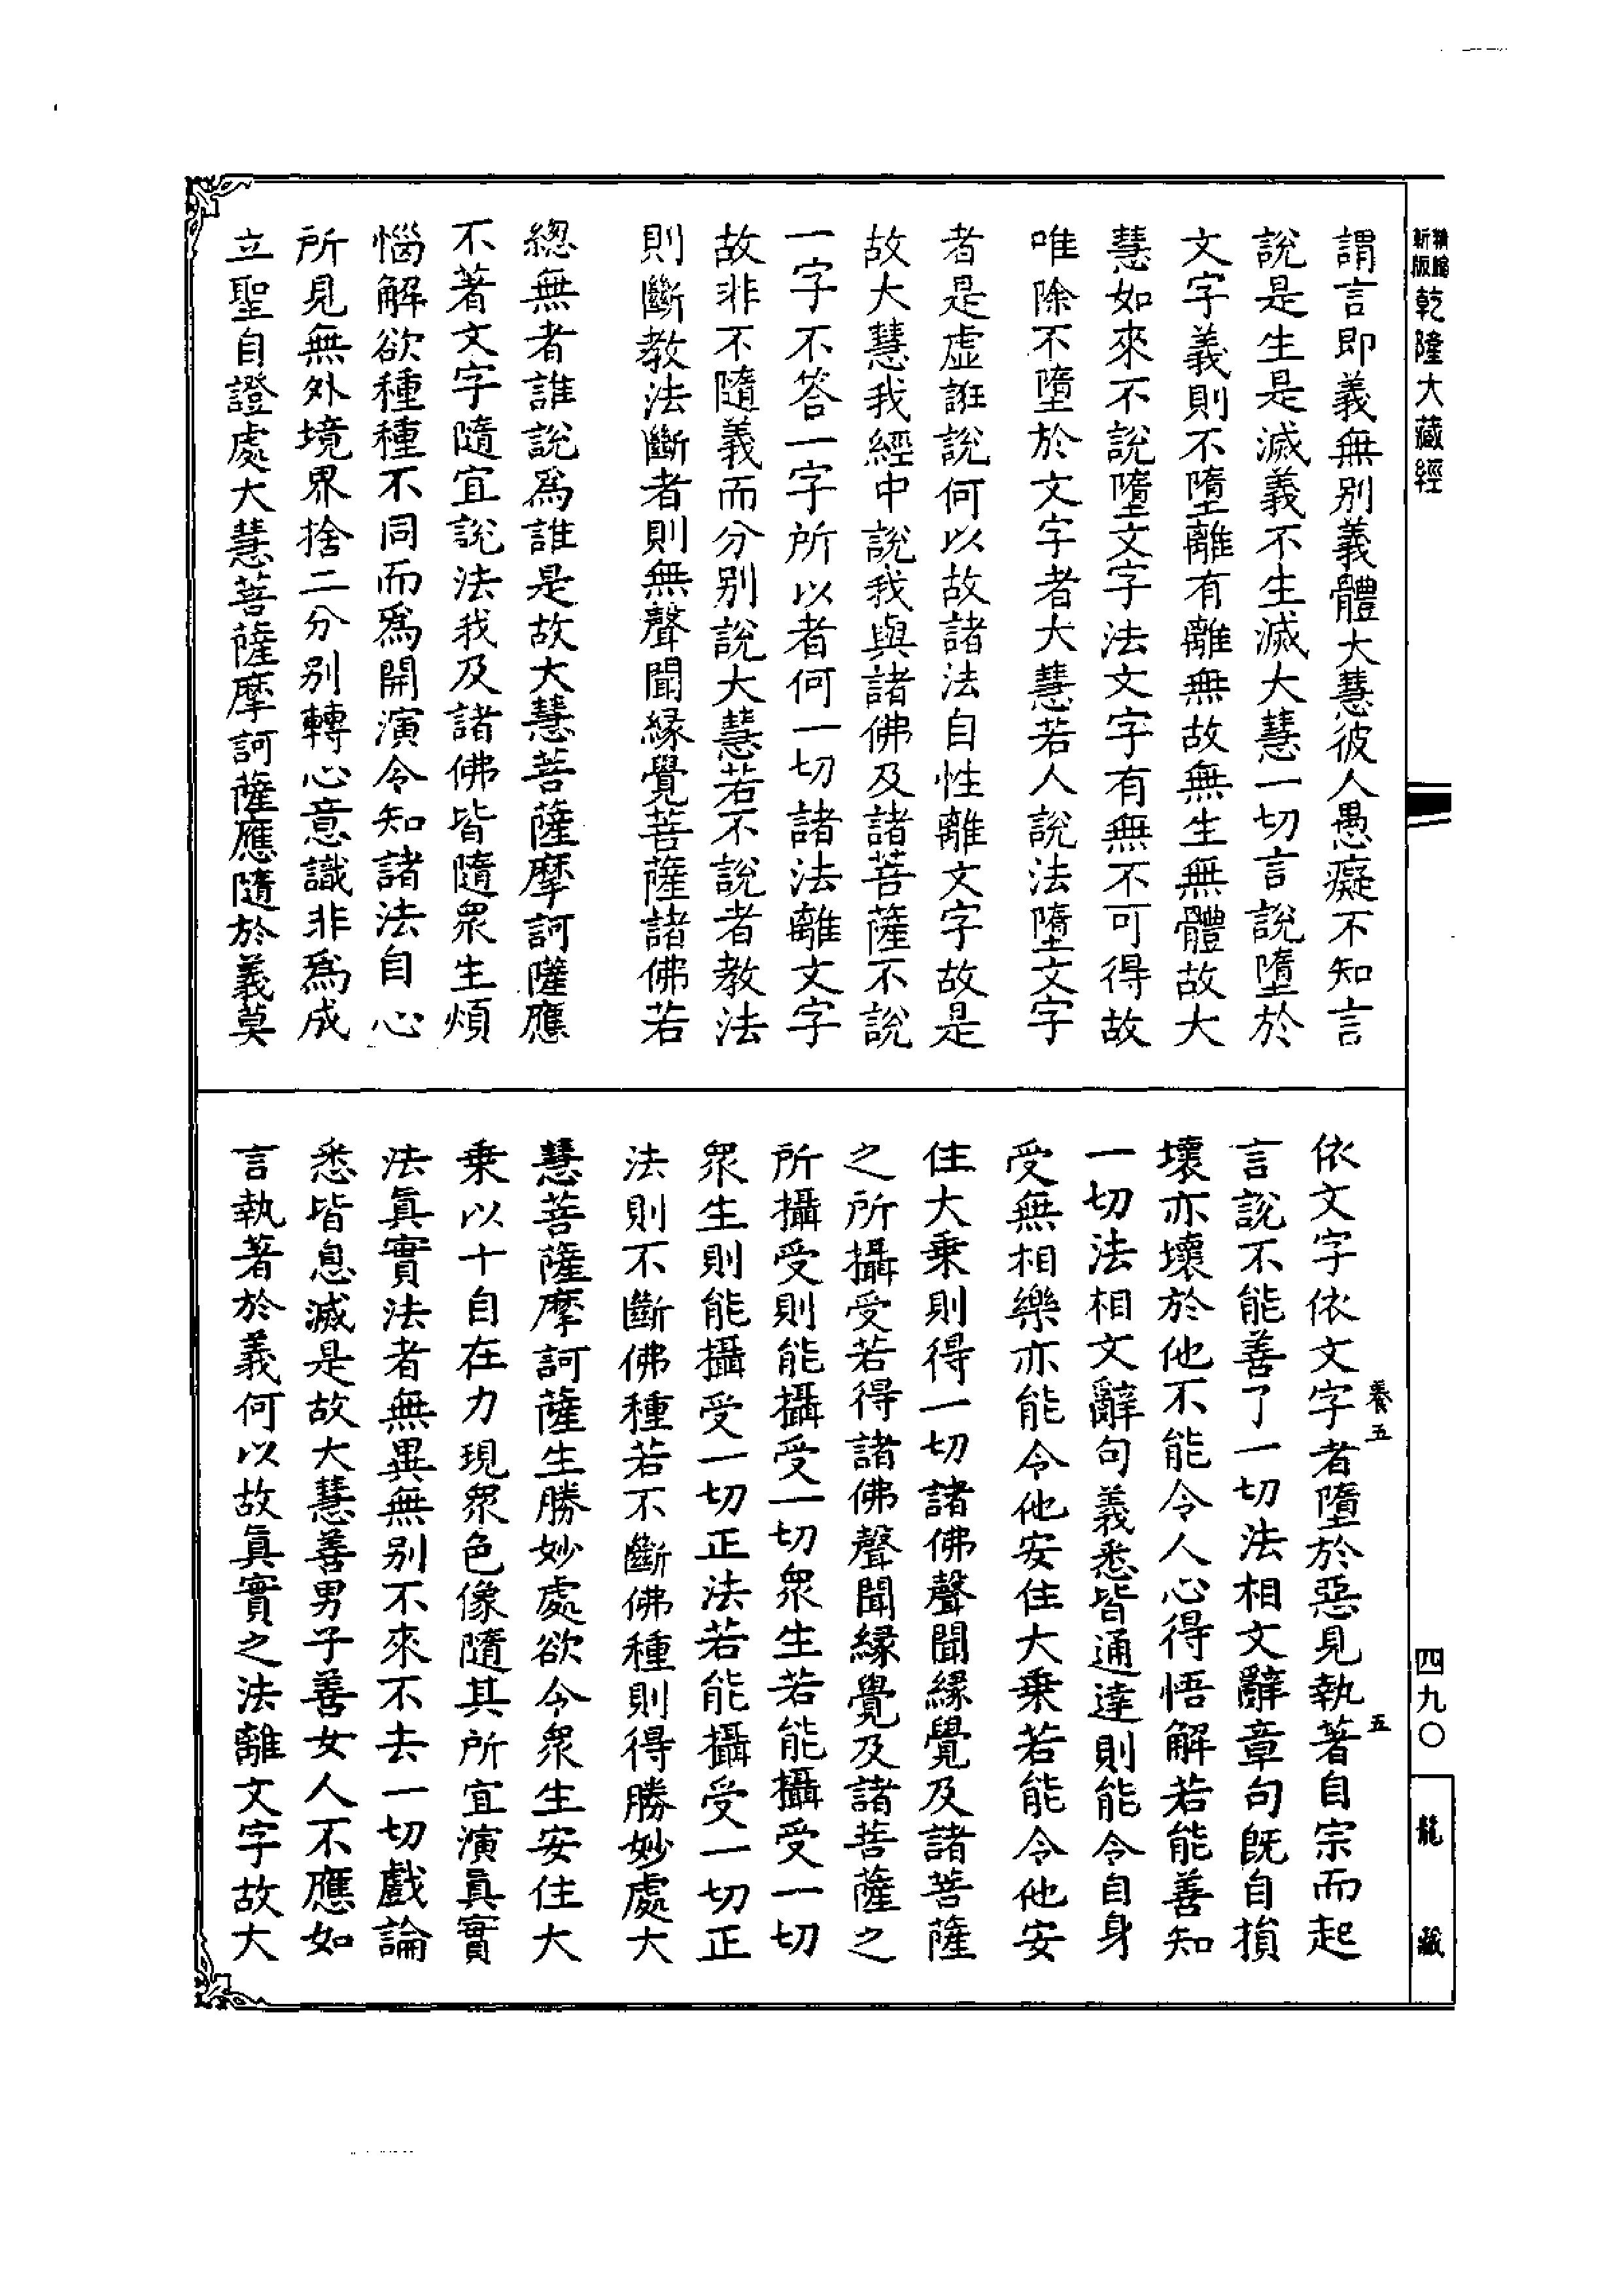 新版精縮乾隆大藏經
謂言即義無別義體大慧彼人愚癡不知言
說是生是滅義不生滅大慧一切言說墮於
文字義則不墮離有離無故無生無體故大
慧如來不說墮文字法文字有無不可得故
唯除不墮於文字者大慧若人說法墮文字
者是虛誑說何以故諸法自性離文字故是
故大慧我經中說我與諸佛及諸菩薩不說
一字不答一字所以者何一切諸法離文字
故非不隨義而分別說大慧若不說者教法
則斷教法斷者則無聲聞緣覺菩薩諸佛若
總無者誰說為誰是故大慧菩薩摩訶薩應
不著文字隨宜說法我及諸佛皆隨眾生煩
惱解欲種種不同而為開演令知諸法自心
所見無外境界捨二分別轉心意識非為成
立聖自證處大慧菩薩摩訶薩應隨於義莫
依文字依文字者墮於惡見執著自宗而起
言說不能善了一切法相文辭章句既自損
壞亦壞於他不能令人心得悟解若能善知
一切法相文辭句義悉皆通達則能令自身
受無相樂亦能令他安住大乘若能令他安
住大乘則得一切諸佛聲聞緣覺及諸菩薩
之所攝受若得諸佛聲聞緣覺及諸菩薩之
所攝受則能攝受一切眾生若能攝受一切
眾生則能攝受一切正法若能攝受一切正
法則不斷佛種若不斷佛種則得勝妙處大
慧菩薩摩訶薩生勝妙處欲令眾生安住大
乘以十自在力現眾色像隨其所宜演真實
法真實法者無異無別不來不去一切戲論
悉皆息滅是故大慧善男子善女人不應如
言執著於義何以故真實之法離文字故大
養五
五
四九〇
龍藏